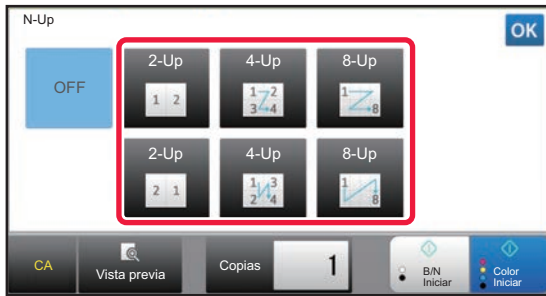 N-Up
OK
OFF
2-Up
4-Up
8-Up
1 2
1 2
3 4
1
8
2-Up
4-Up
8-Up
2 1
1 3
2 4
1
8
CA
Vista previa
Copias
1
B/N
Iniciar
Color
Iniciar